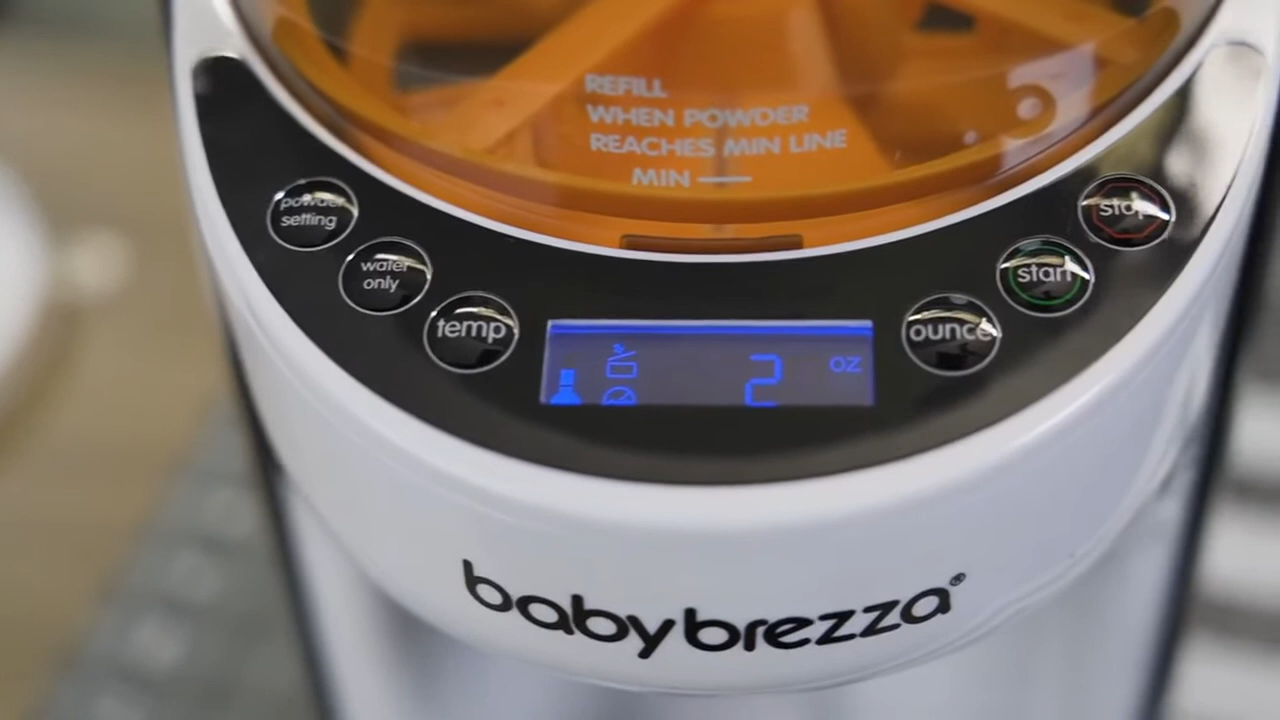 REFILL
WHEN POWDER
REACHES MIN LINE
MIN
powder
setting
water
only
temp
2 oz
ounce
start
stop
babybrezza®